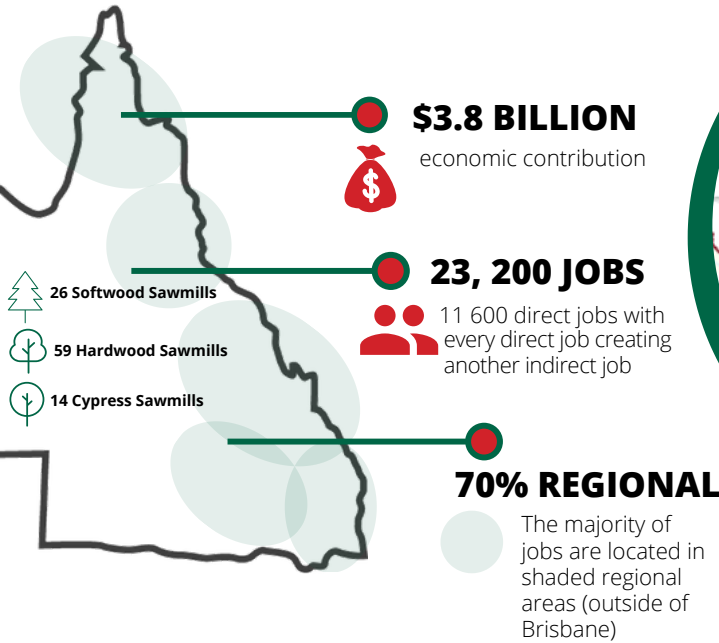 $3.8 BILLION
economic contribution
$
23, 200 JOBS
11 600 direct jobs with
every direct job creating
another indirect job
26 Softwood Sawmills
59 Hardwood Sawmills
14 Cypress Sawmills
70% REGIONAL
The majority of
jobs are located in
shaded regional
areas (outside of
Brisbane)